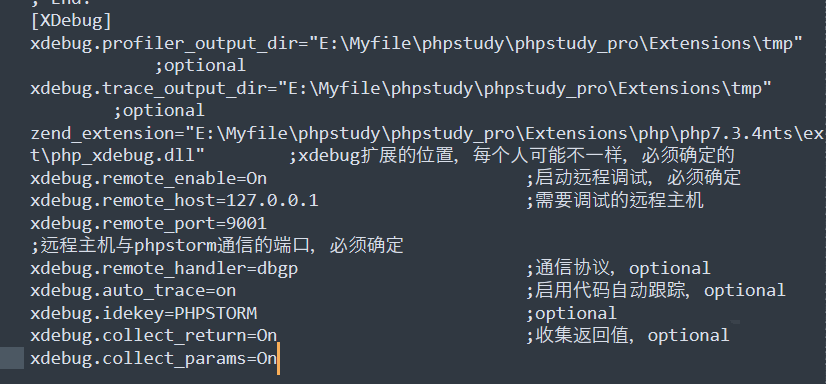 ; End:
[XDebug]
xdebug.profiler_output_dir="E:\Myfile\phpstudy\phpstudy_pro\Extensions\tmp"
;optional
xdebug.trace_output_dir="E:\Myfile\phpstudy\phpstudy_pro\Extensions\tmp"
;optional
zend_extension="E:\Myfile\phpstudy\phpstudy_pro\Extensions\php\php7.3.4nts\ex
t\php_xdebug.dll" ;xdebug扩展的位置, 每个人可能不一样, 必须确定的
xdebug.remote_enable=On ;启动远程调试, 必须确定
xdebug.remote_host=127.0.0.1 ;需要调试的远程主机
xdebug.remote_port=9001
;远程主机与phpstorm通信的端口, 必须确定
xdebug.remote_handler=dbgp ;通信协议, optional
xdebug.auto_trace=on ;启用代码自动跟踪, optional
xdebug.idekey=PHPSTORM ;optional
xdebug.collect_return=On ;收集返回值, optional
xdebug.collect_params=On